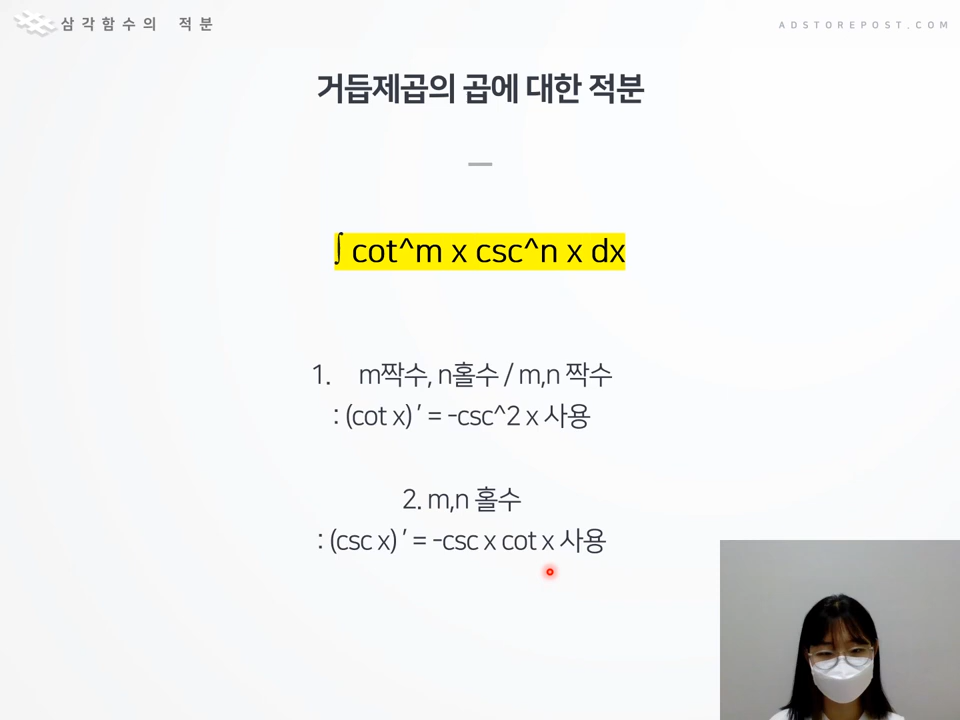 삼각함수의 적분
ADSTOREPOST.COM
거듭제곱의 곱에 대한 적분
∫ cot^m x csc^n x dx
1. m짝수, n홀수 / m,n 짝수
: (cot x) ′ = -csc^2 x 사용
2. m,n 홀수
: (csc x) ′ = -csc x cot x 사용